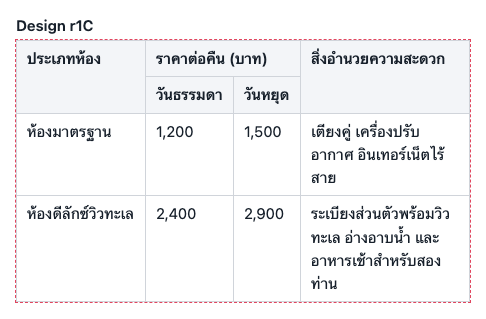 Design r1C
ประเภทห้อง ราคาต่อคืน (บาท) สิ่งอำนวยความสะดวก
วันธรรมดา วันหยุด
ห้องมาตรฐาน 1,200 1,500 เตียงคู่ เครื่องปรับ
อากาศ อินเทอร์เน็ตไร้
สาย
ห้องดีลักซ์วิวทะเล 2,400 2,900 ระเบียงส่วนตัวพร้อมวิว
ทะเล อ่างอาบน้ำ และ
อาหารเช้าสำหรับสอง
ท่าน